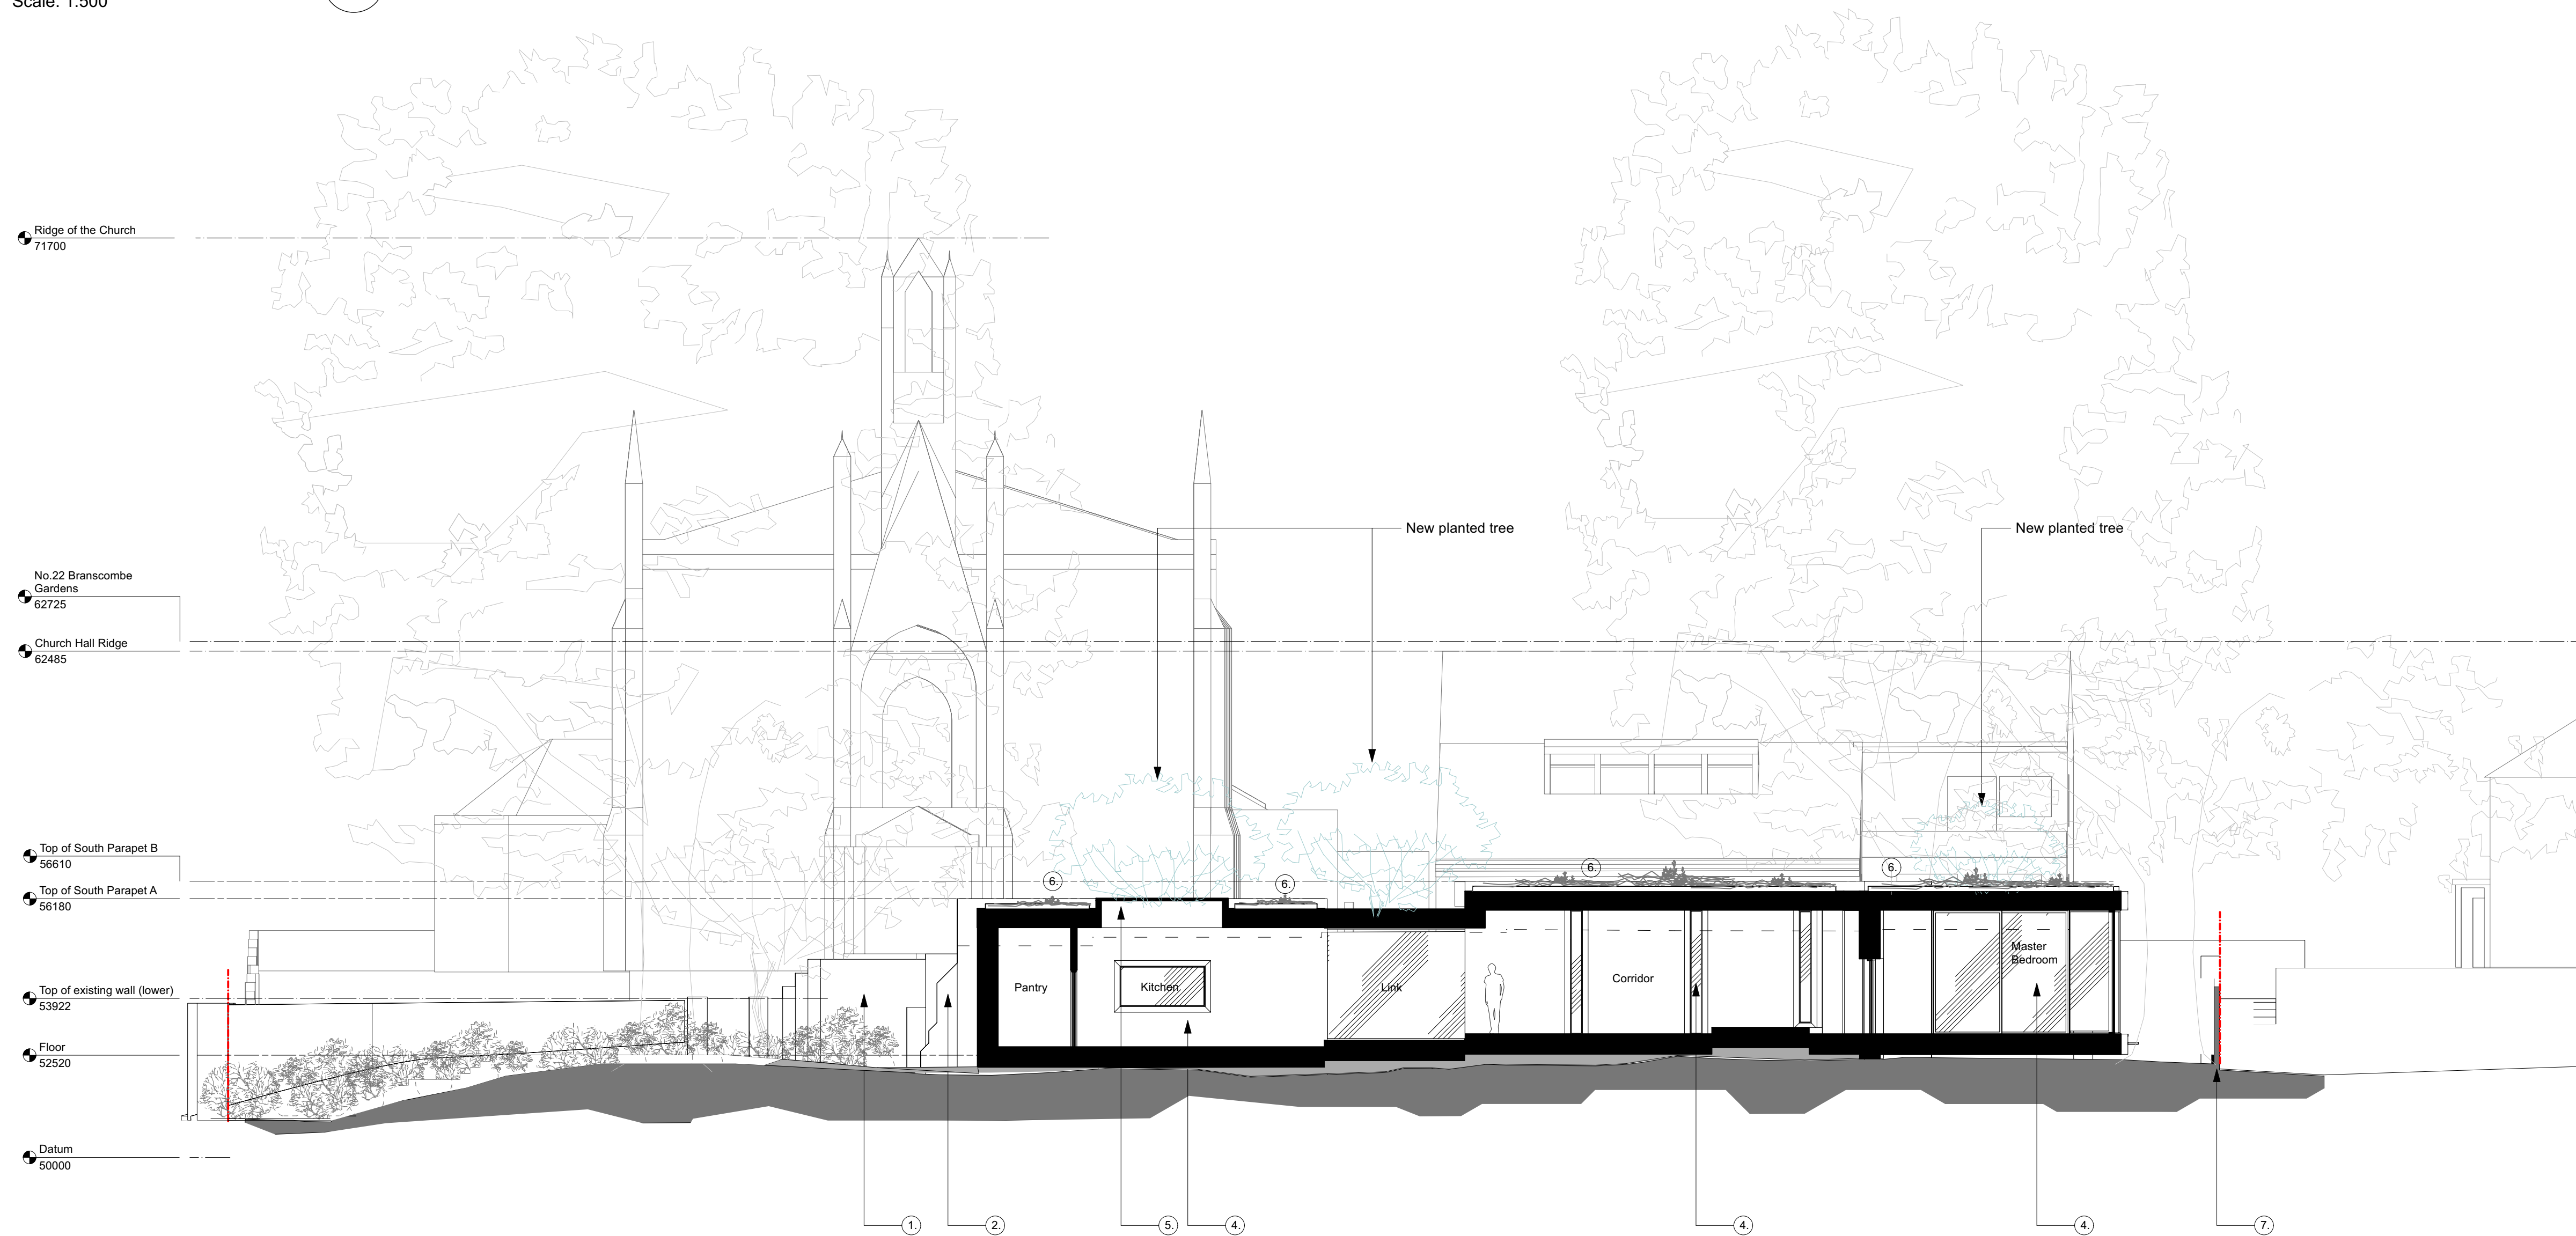 Scale: 1:500
Ridge of the Church
71700
New planted tree
New planted tree
No.22 Branscombe
Gardens
62725
Church Hall Ridge
62485
Top of South Parapet B
56610
6.
6.
6.
6.
Top of South Parapet A
56180
Master
Bedroom
Corridor
Pantry
Kitchen
Link
Top of existing wall (lower)
53922
Floor
52520
Datum
50000
1.
2.
5.
4.
4.
4.
7.